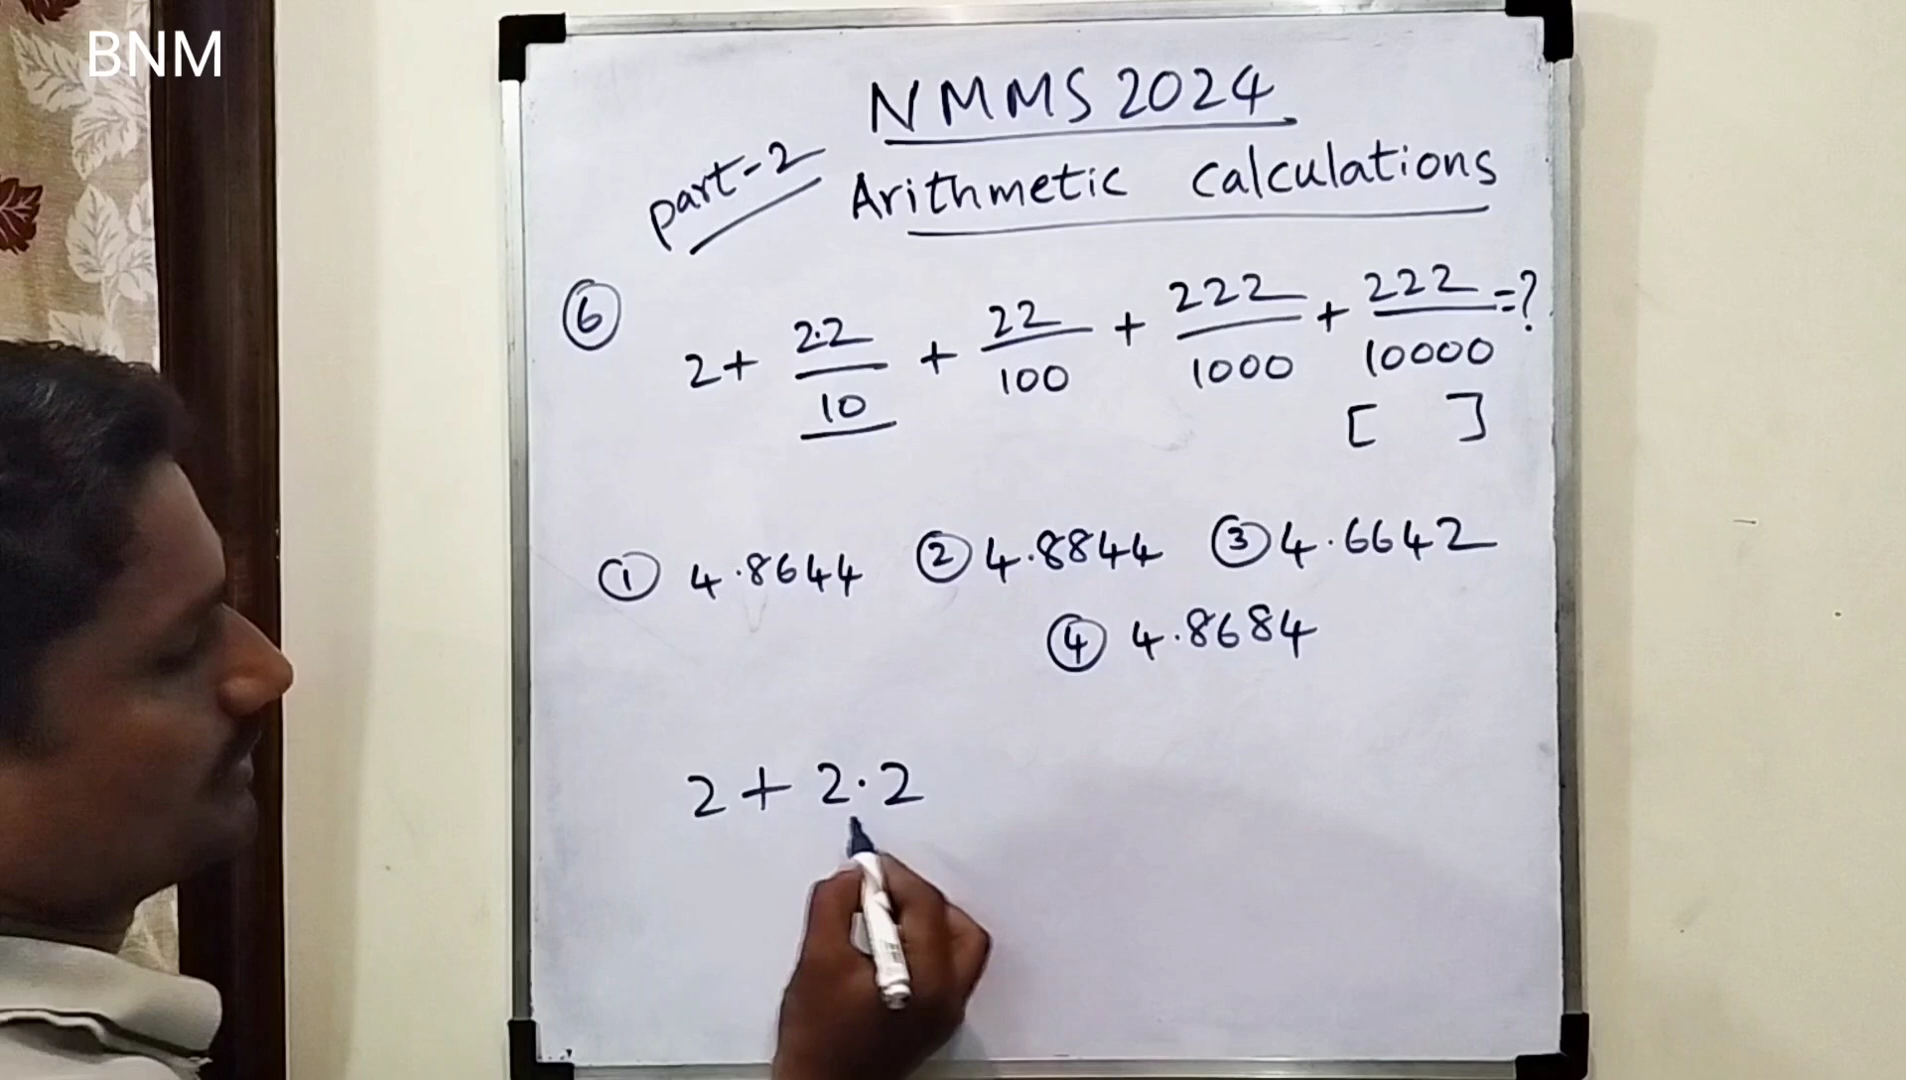 BNM
NMMS 2024
part-2
Arithmetic Calculations
⑥ 2 + 2.2/10 + 22/100 + 222/1000 + 222/10000 = ?
[ ]
① 4.8644 ② 4.8844 ③ 4.6642
④ 4.8684
2 + 2.2